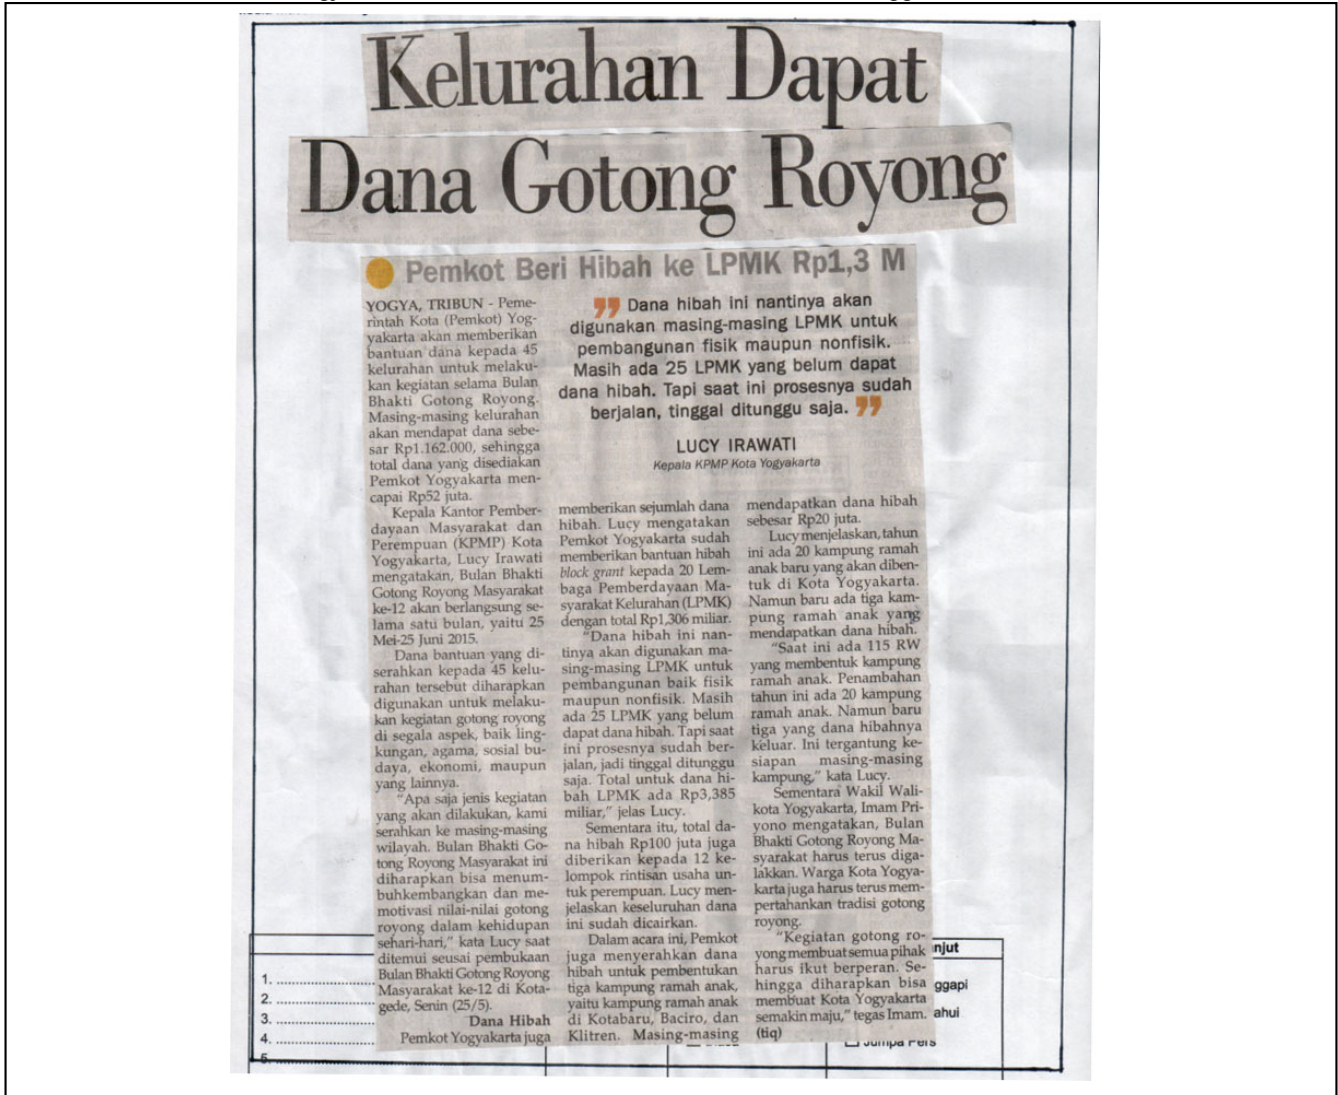 Kelurahan Dapat
Dana Gotong Royong
Pemkot Beri Hibah ke LPMK Rp1,3 M
YOGYA, TRIBUN - Peme-
rintah Kota (Pemkot) Yog-
yakarta akan memberikan
bantuan dana kepada 45
kelurahan untuk melaku-
kan kegiatan selama Bulan
Bhakti Gotong Royong.
Masing-masing kelurahan
akan mendapat dana sebe-
sar Rp1.162.000, sehingga
total dana yang disediakan
Pemkot Yogyakarta men-
capai Rp52 juta.
Kepala Kantor Pember-
dayaan Masyarakat dan
Perempuan (KPMP) Kota
Yogyakarta, Lucy Irawati
mengatakan, Bulan Bhakti
Gotong Royong Masyarakat
ke-12 akan berlangsung se-
lama satu bulan, yaitu 25
Mei-25 Juni 2015.
Dana bantuan yang di-
serahkan kepada 45 kelu-
rahan tersebut diharapkan
digunakan untuk melaku-
kan kegiatan gotong royong
di segala aspek, baik ling-
kungan, agama, sosial bu-
daya, ekonomi, maupun
yang lainnya.
"Apa saja jenis kegiatan
yang akan dilakukan, kami
serahkan ke masing-masing
wilayah. Bulan Bhakti Go-
tong Royong Masyarakat ini
diharapkan bisa menum-
buhkembangkan dan me-
motivasi nilai-nilai gotong
royong dalam kehidupan
sehari-hari," kata Lucy saat
ditemui seusai pembukaan
Bulan Bhakti Gotong Royong
Masyarakat ke-12 di Kota-
gede, Senin (25/5).
Dana Hibah
Pemkot Yogyakarta juga
" Dana hibah ini nantinya akan
digunakan masing-masing LPMK untuk
pembangunan fisik maupun nonfisik.
Masih ada 25 LPMK yang belum dapat
dana hibah. Tapi saat ini prosesnya sudah
berjalan, tinggal ditunggu saja. "
LUCY IRAWATI
Kepala KPMP Kota Yogyakarta
memberikan sejumlah dana
hibah. Lucy mengatakan
Pemkot Yogyakarta sudah
memberikan bantuan hibah
block grant kepada 20 Lem-
baga Pemberdayaan Ma-
syarakat Kelurahan (LPMK)
dengan total Rp1,306 miliar.
"Dana hibah ini nan-
tinya akan digunakan ma-
sing-masing LPMK untuk
pembangunan baik fisik
maupun nonfisik. Masih
ada 25 LPMK yang belum
dapat dana hibah. Tapi saat
ini prosesnya sudah ber-
jalan, jadi tinggal ditunggu
saja. Total untuk dana hi-
bah LPMK ada Rp3,385
miliar," jelas Lucy.
Sementara itu, total da-
na hibah Rp100 juta juga
diberikan kepada 12 ke-
lompok rintisan usaha un-
tuk perempuan. Lucy men-
jelaskan keseluruhan dana
ini sudah dicairkan.
Dalam acara ini, Pemkot
juga menyerahkan dana
hibah untuk pembentukan
tiga kampung ramah anak,
yaitu kampung ramah anak
di Kotabaru, Baciro, dan
Klitren. Masing-masing
mendapatkan dana hibah
sebesar Rp20 juta.
Lucy menjelaskan, tahun
ini ada 20 kampung ramah
anak baru yang akan diben-
tuk di Kota Yogyakarta.
Namun baru ada tiga kam-
pung ramah anak yang
mendapatkan dana hibah.
"Saat ini ada 115 RW
yang membentuk kampung
ramah anak. Penambahan
tahun ini ada 20 kampung
ramah anak. Namun baru
tiga yang dana hibahnya
keluar. Ini tergantung ke-
siapan masing-masing
kampung," kata Lucy.
Sementara Wakil Wali-
kota Yogyakarta, Imam Pri-
yono mengatakan, Bulan
Bhakti Gotong Royong Ma-
syarakat harus terus diga-
lakkan. Warga Kota Yogya-
karta juga harus terus mem-
pertahankan tradisi gotong
royong.
"Kegiatan gotong ro-
yong membuat semua pihak
harus ikut berperan. Se-
hingga diharapkan bisa
membuat Kota Yogyakarta
semakin maju," tegas Imam.
(tiq)
1. ........................
2. ........................
3. ........................
4. ........................
5.
njut
ggapi
ahui
Jumpa Pers